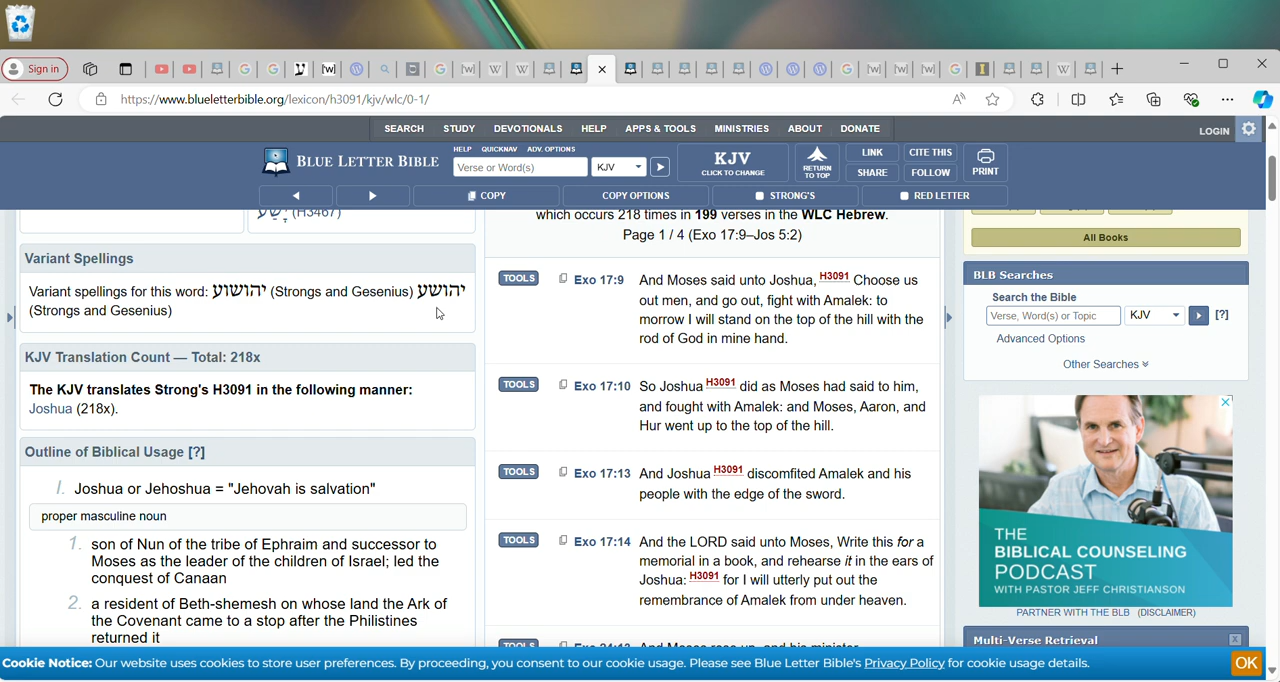 Sign in
https://www.blueletterbible.org/lexicon/h3091/kjv/wlc/0-1/
SEARCH STUDY DEVOTIONALS HELP APPS & TOOLS MINISTRIES ABOUT DONATE
LOGIN
BLUE LETTER BIBLE
HELP QUICKNAV ADV. OPTIONS
Verse or Word(s) KJV
KJV
CLICK TO CHANGE
RETURN
TO TOP
LINK
SHARE
CITE THIS
FOLLOW
PRINT
COPY COPY OPTIONS STRONG'S RED LETTER
(H3467)
Variant Spellings
Variant spellings for this word: יהושוע (Strongs and Gesenius) יהושע
(Strongs and Gesenius)
KJV Translation Count — Total: 218x
The KJV translates Strong's H3091 in the following manner:
Joshua (218x).
Outline of Biblical Usage [?]
I. Joshua or Jehoshua = "Jehovah is salvation"
proper masculine noun
1. son of Nun of the tribe of Ephraim and successor to
Moses as the leader of the children of Israel; led the
conquest of Canaan
2. a resident of Beth-shemesh on whose land the Ark of
the Covenant came to a stop after the Philistines
returned it
which occurs 218 times in 199 verses in the WLC Hebrew.
Page 1 / 4 (Exo 17:9–Jos 5:2)
TOOLS Exo 17:9 And Moses said unto Joshua, H3091 Choose us
out men, and go out, fight with Amalek: to
morrow I will stand on the top of the hill with the
rod of God in mine hand.
TOOLS Exo 17:10 So Joshua H3091 did as Moses had said to him,
and fought with Amalek: and Moses, Aaron, and
Hur went up to the top of the hill.
TOOLS Exo 17:13 And Joshua H3091 discomfited Amalek and his
people with the edge of the sword.
TOOLS Exo 17:14 And the LORD said unto Moses, Write this for a
memorial in a book, and rehearse it in the ears of
Joshua: H3091 for I will utterly put out the
remembrance of Amalek from under heaven.
All Books
BLB Searches
Search the Bible
Verse, Word(s) or Topic KJV [?]
Advanced Options
Other Searches
THE
BIBLICAL COUNSELING
PODCAST
WITH PASTOR JEFF CHRISTIANSON
PARTNER WITH THE BLB (DISCLAIMER)
Multi-Verse Retrieval x
Cookie Notice: Our website uses cookies to store user preferences. By proceeding, you consent to our cookie usage. Please see Blue Letter Bible's Privacy Policy for cookie usage details. OK